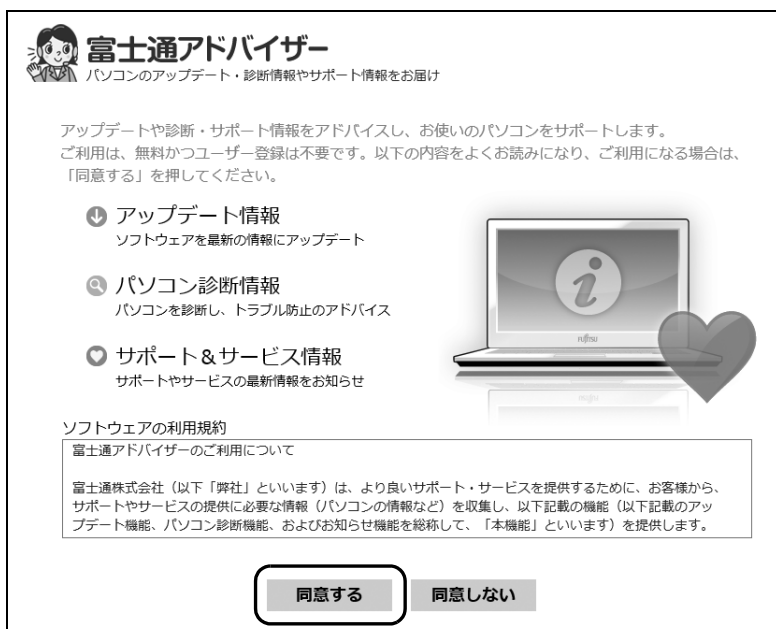 富士通アドバイザー
パソコンのアップデート・診断情報やサポート情報をお届け
アップデートや診断・サポート情報をアドバイスし、お使いのパソコンをサポートします。
ご利用は、無料かつユーザー登録は不要です。以下の内容をよくお読みになり、ご利用になる場合は、
「同意する」を押してください。
アップデート情報
ソフトウェアを最新の情報にアップデート
パソコン診断情報
パソコンを診断し、トラブル防止のアドバイス
サポート＆サービス情報
サポートやサービスの最新情報をお知らせ
FUJITSU
ソフトウェアの利用規約
富士通アドバイザーのご利用について
富士通株式会社（以下「弊社」といいます）は、より良いサポート・サービスを提供するために、お客様から、
サポートやサービスの提供に必要な情報（パソコンの情報など）を収集し、以下記載の機能（以下記載のアッ
プデート機能、パソコン診断機能、およびお知らせ機能を総称して、「本機能」といいます）を提供します。
同意する
同意しない